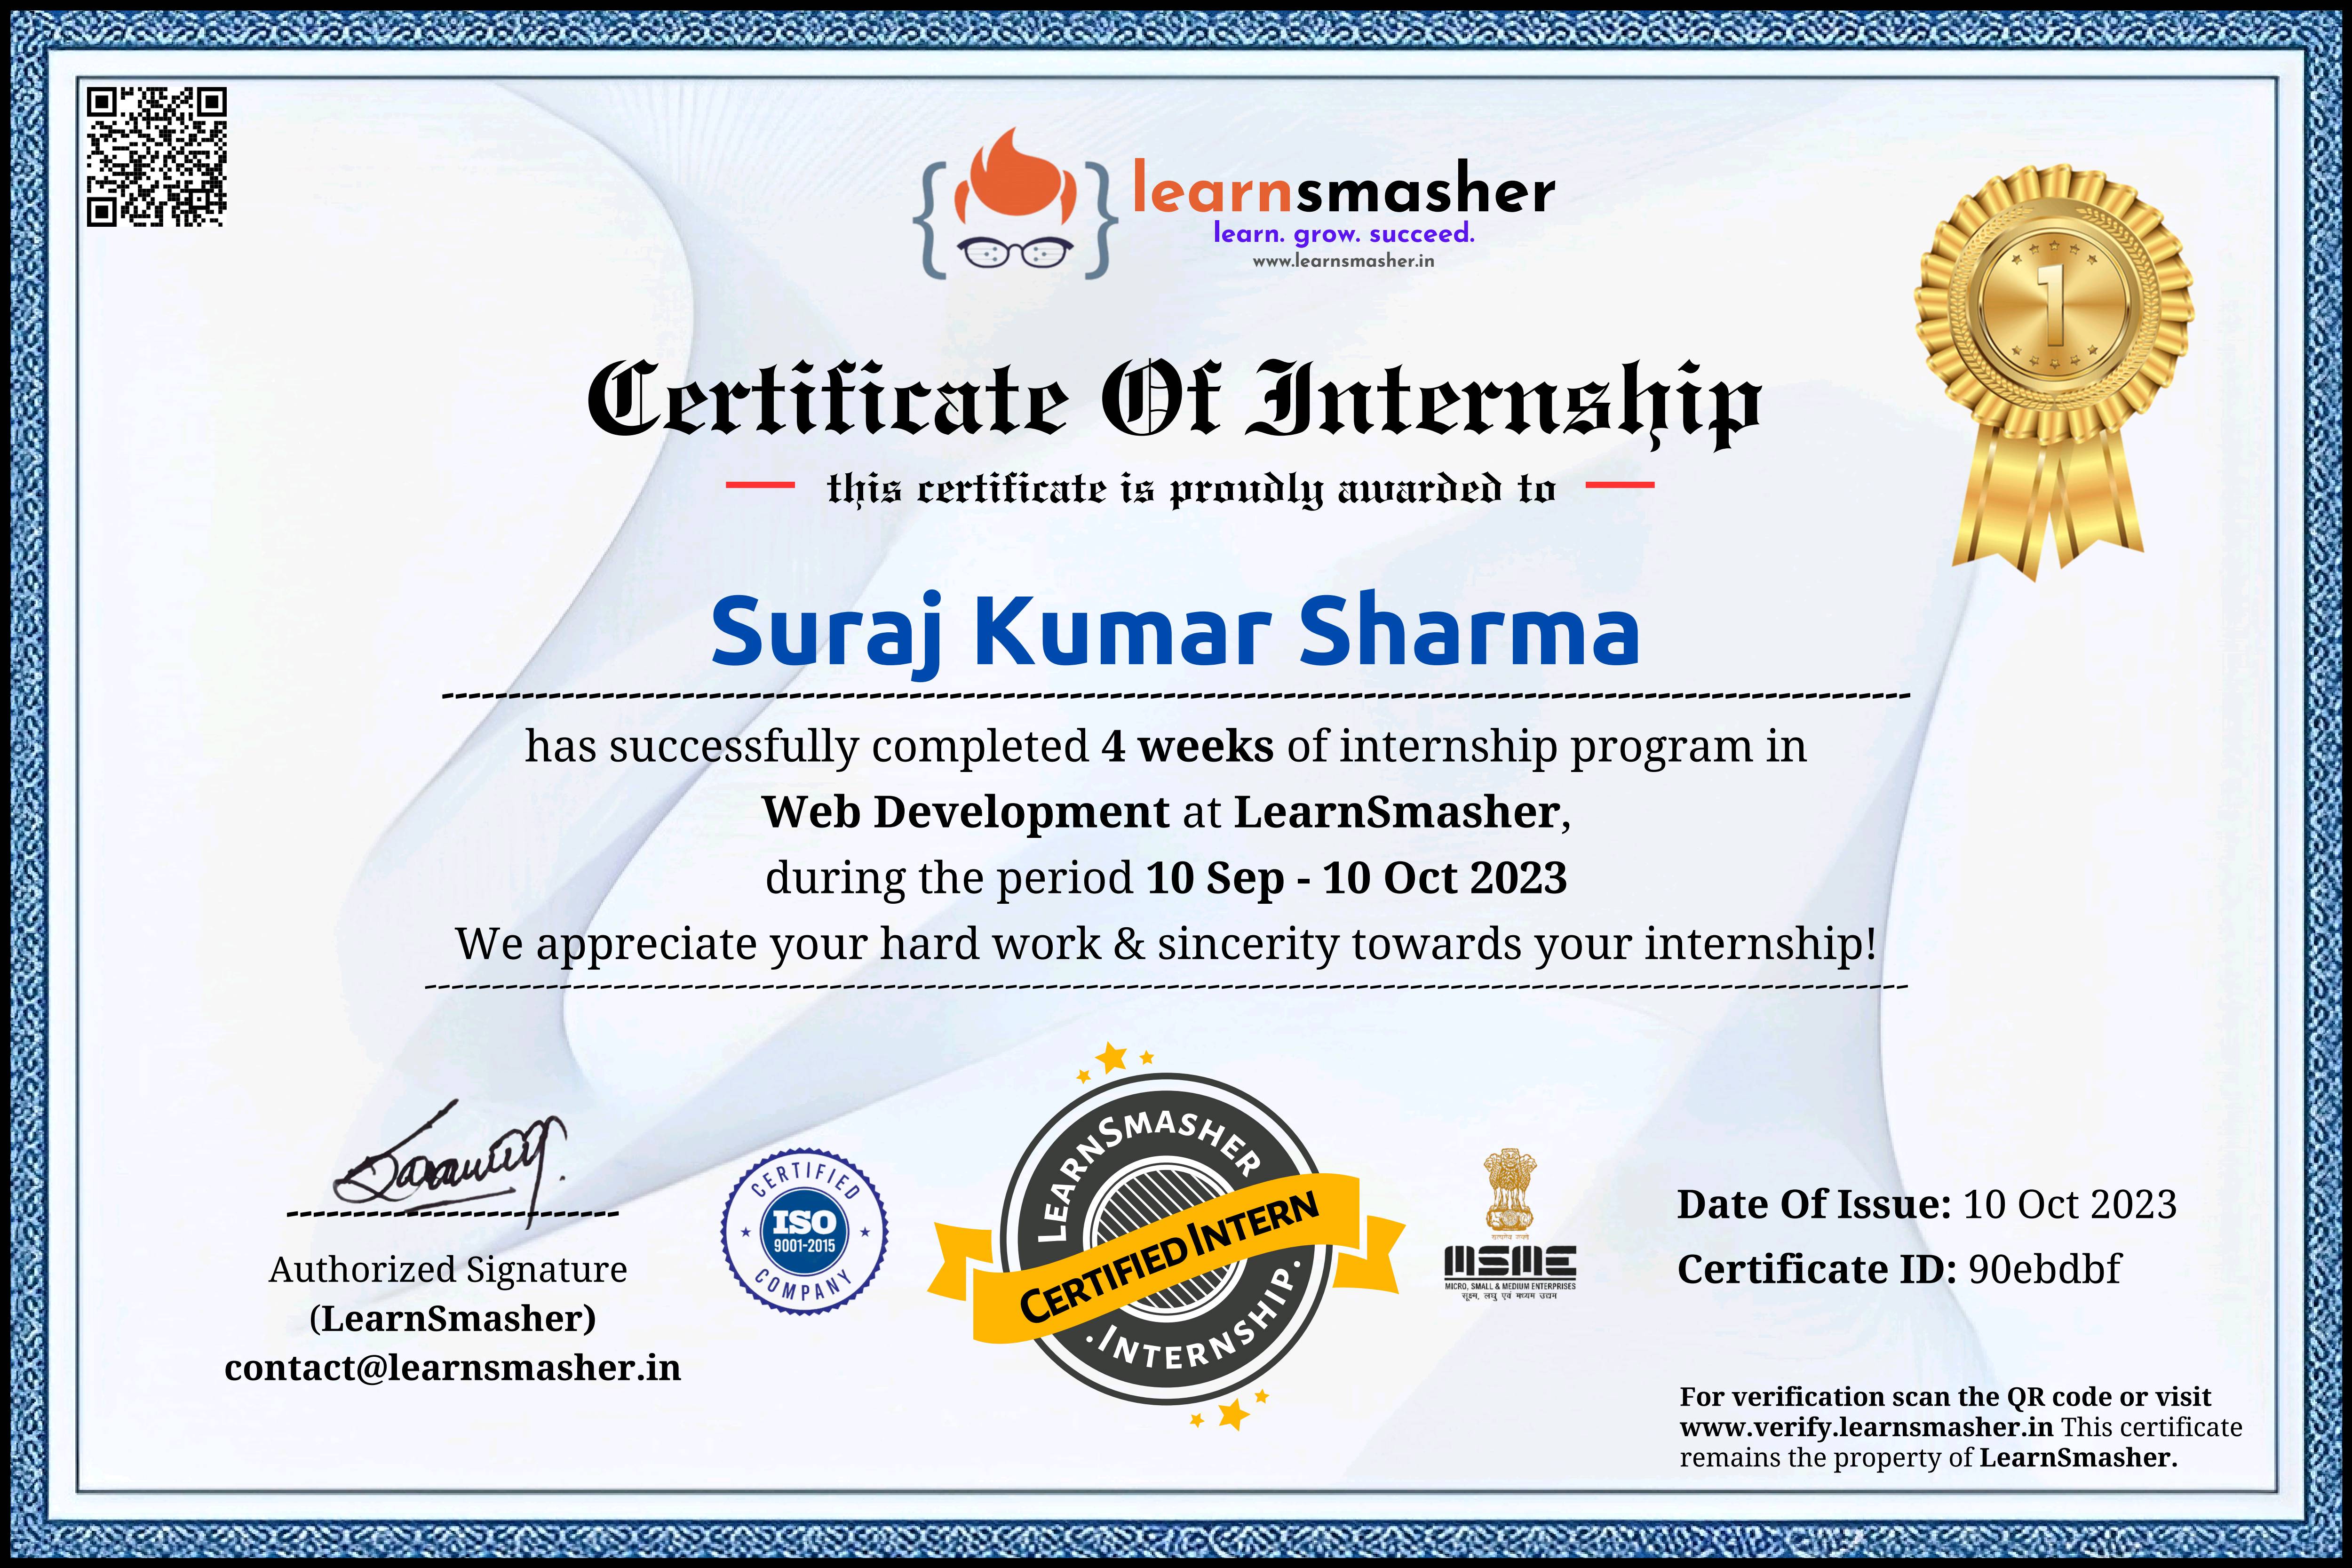 learnsmasher
learn. grow. succeed.
www.learnsmasher.in
1
Certificate Of Internship
this certificate is proudly awarded to
Suraj Kumar Sharma
has successfully completed 4 weeks of internship program in
Web Development at LearnSmasher,
during the period 10 Sep - 10 Oct 2023
We appreciate your hard work & sincerity towards your internship!
Authorized Signature
(LearnSmasher)
contact@learnsmasher.in
CERTIFIED
ISO
9001-2015
COMPANY
LEARNSMASHER
CERTIFIED INTERN
.INTERNSHIP.
सत्यमेव जयते
MSME
MICRO, SMALL & MEDIUM ENTERPRISES
सूक्ष्म, लघु एवं मध्यम उद्यम
Date Of Issue: 10 Oct 2023
Certificate ID: 90ebdbf
For verification scan the QR code or visit
www.verify.learnsmasher.in This certificate
remains the property of LearnSmasher.